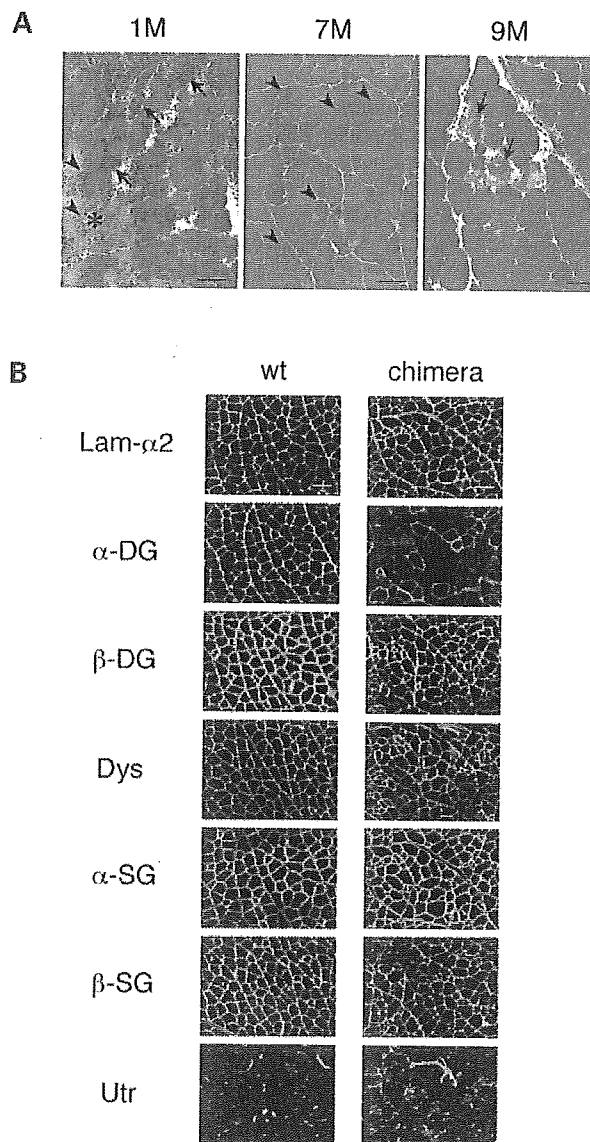 A
1M 7M 9M
*
B
wt chimera
Lam-α2
α-DG
β-DG
Dys
α-SG
β-SG
Utr